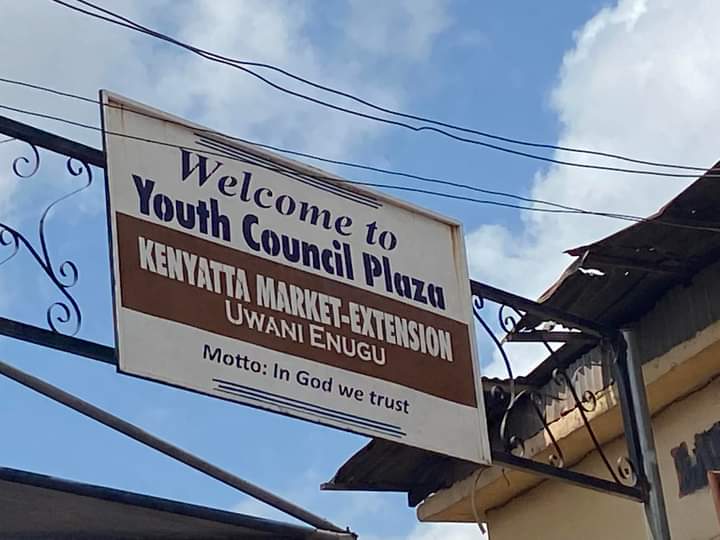 Welcome to
Youth Council Plaza
KENYATTA MARKET-EXTENSION
UWANI ENUGU
Motto: In God we trust